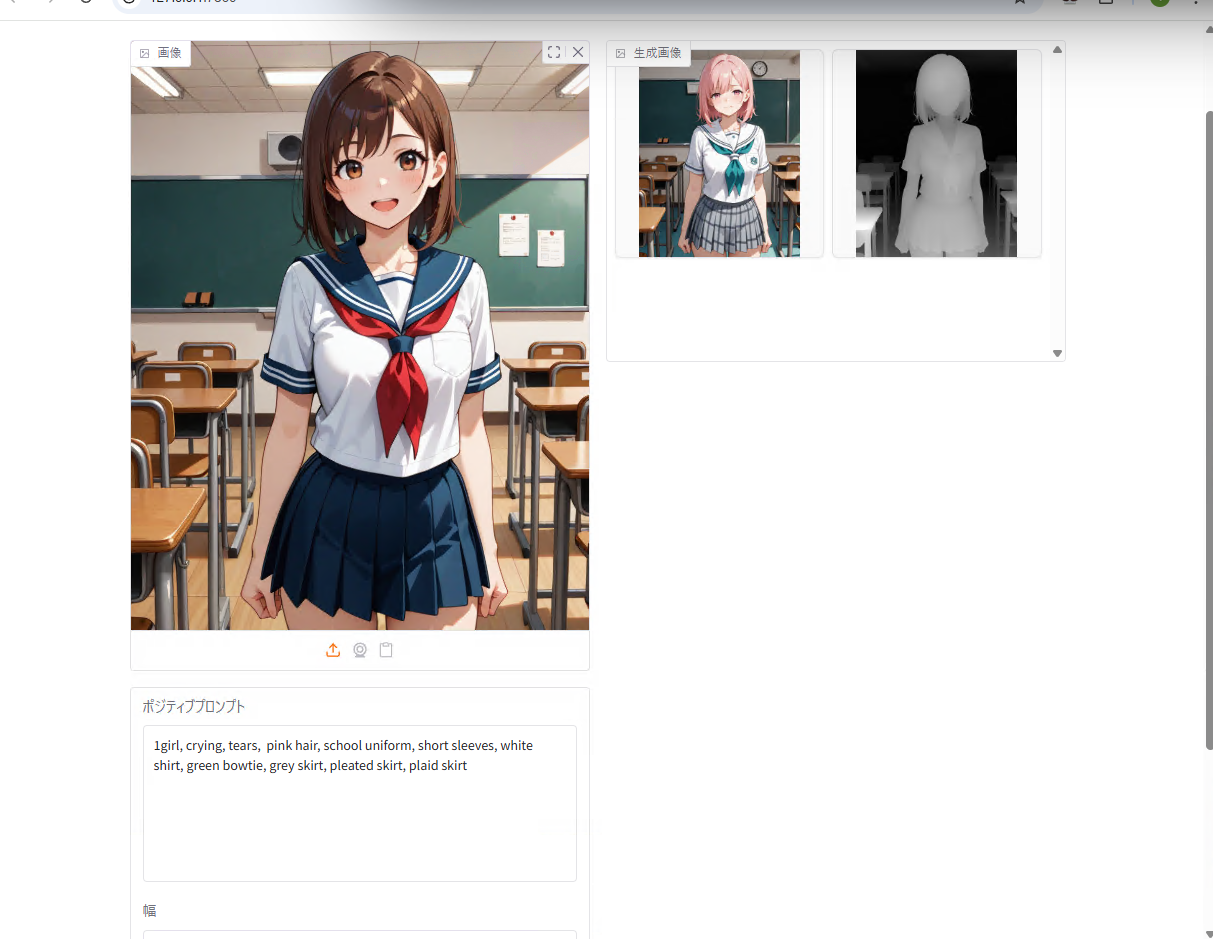 画像
生成画像
ポジティブプロンプト
1girl, crying, tears,  pink hair, school uniform, short sleeves, white
shirt, green bowtie, grey skirt, pleated skirt, plaid skirt
幅